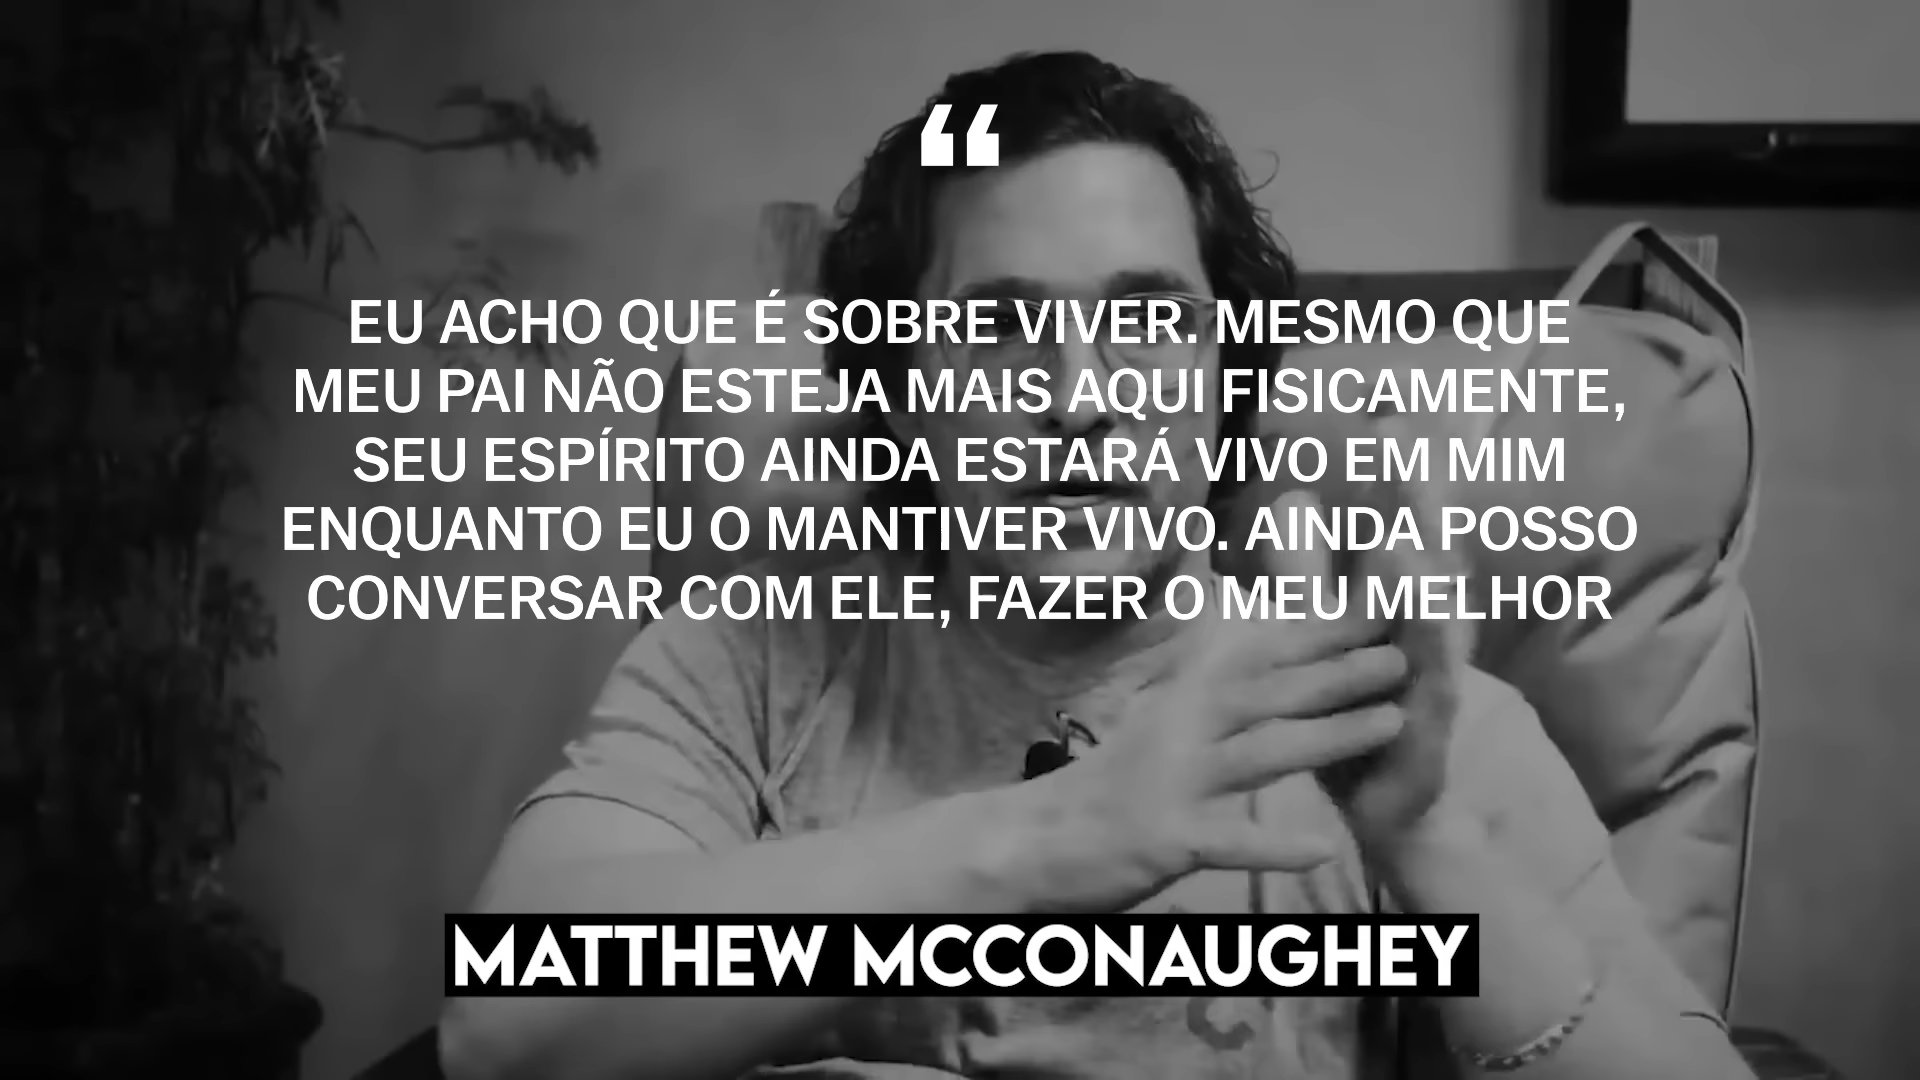 “
EU ACHO QUE É SOBRE VIVER. MESMO QUE
MEU PAI NÃO ESTEJA MAIS AQUI FISICAMENTE,
SEU ESPÍRITO AINDA ESTARÁ VIVO EM MIM
ENQUANTO EU O MANTIVER VIVO. AINDA POSSO
CONVERSAR COM ELE, FAZER O MEU MELHOR
MATTHEW MCCONAUGHEY